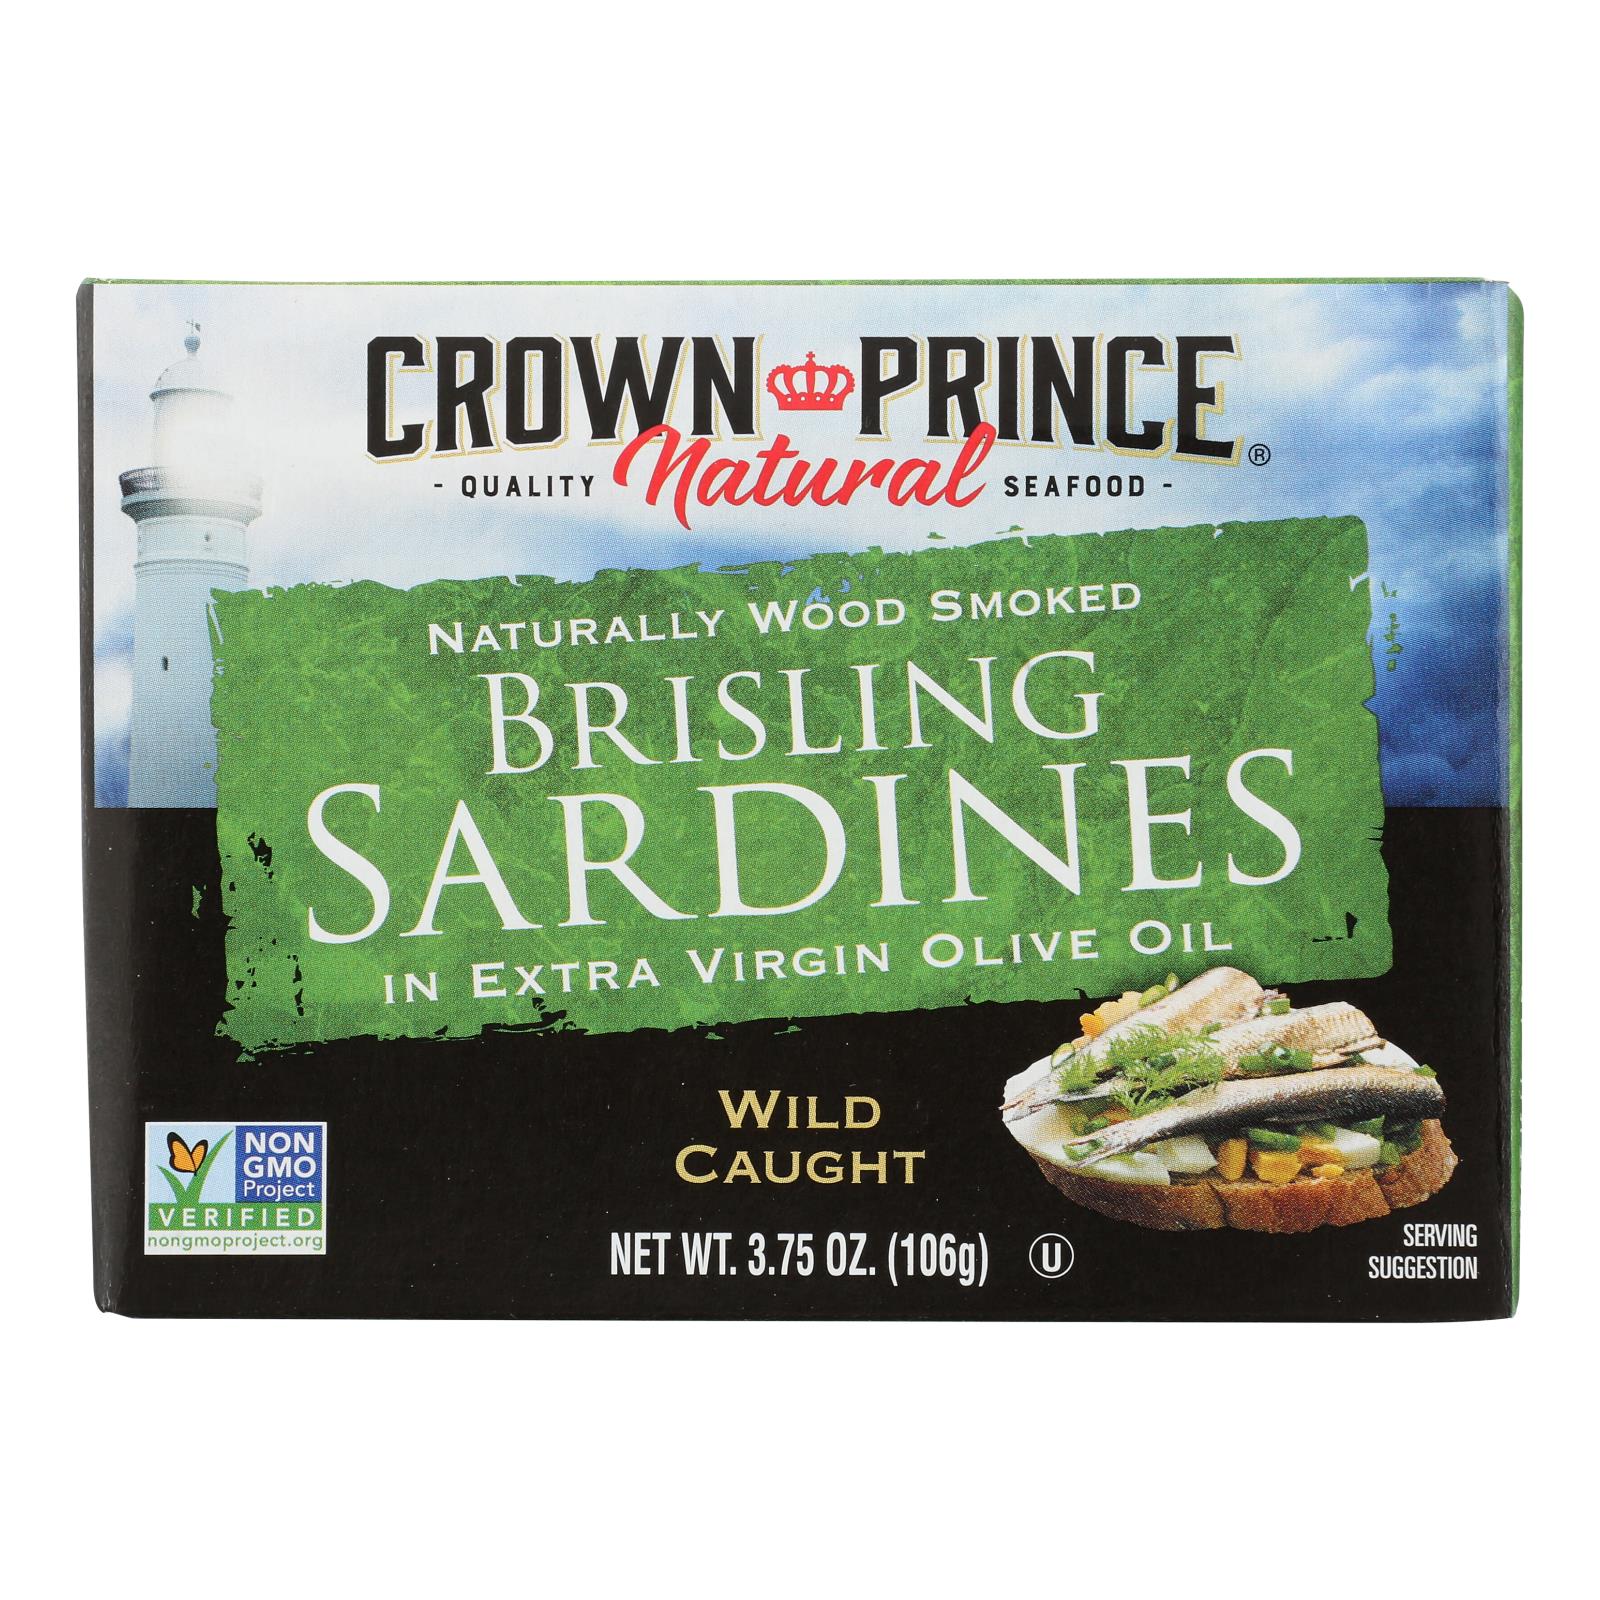 CROWN PRINCE ®
- QUALITY Natural SEAFOOD -
NATURALLY WOOD SMOKED
BRISLING
SARDINES
IN EXTRA VIRGIN OLIVE OIL
WILD
CAUGHT
NON
GMO
Project
VERIFIED
nongmoproject.org
NET WT. 3.75 OZ. (106g) U
SERVING
SUGGESTION